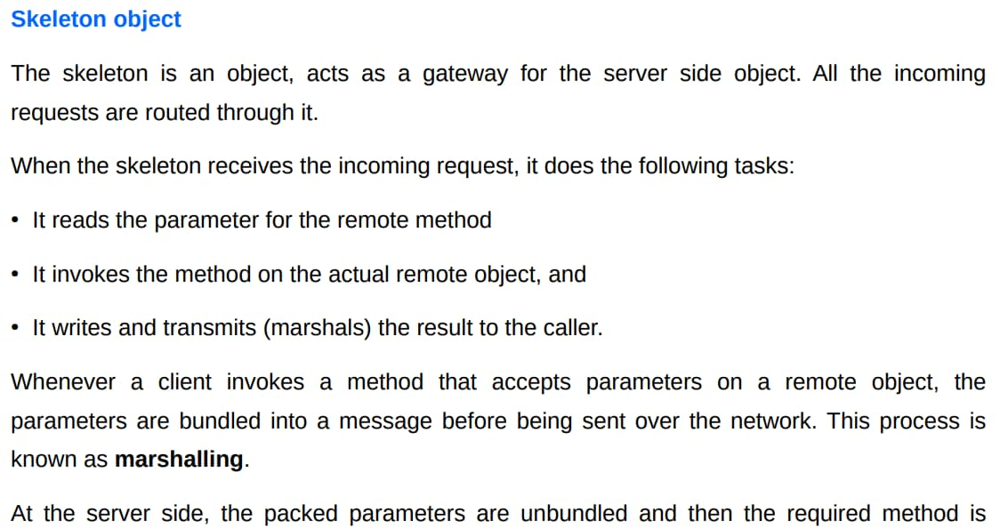 Skeleton object
The skeleton is an object, acts as a gateway for the server side object. All the incoming
requests are routed through it.
When the skeleton receives the incoming request, it does the following tasks:
• It reads the parameter for the remote method
• It invokes the method on the actual remote object, and
• It writes and transmits (marshals) the result to the caller.
Whenever a client invokes a method that accepts parameters on a remote object, the
parameters are bundled into a message before being sent over the network. This process is
known as marshalling.
At the server side, the packed parameters are unbundled and then the required method is